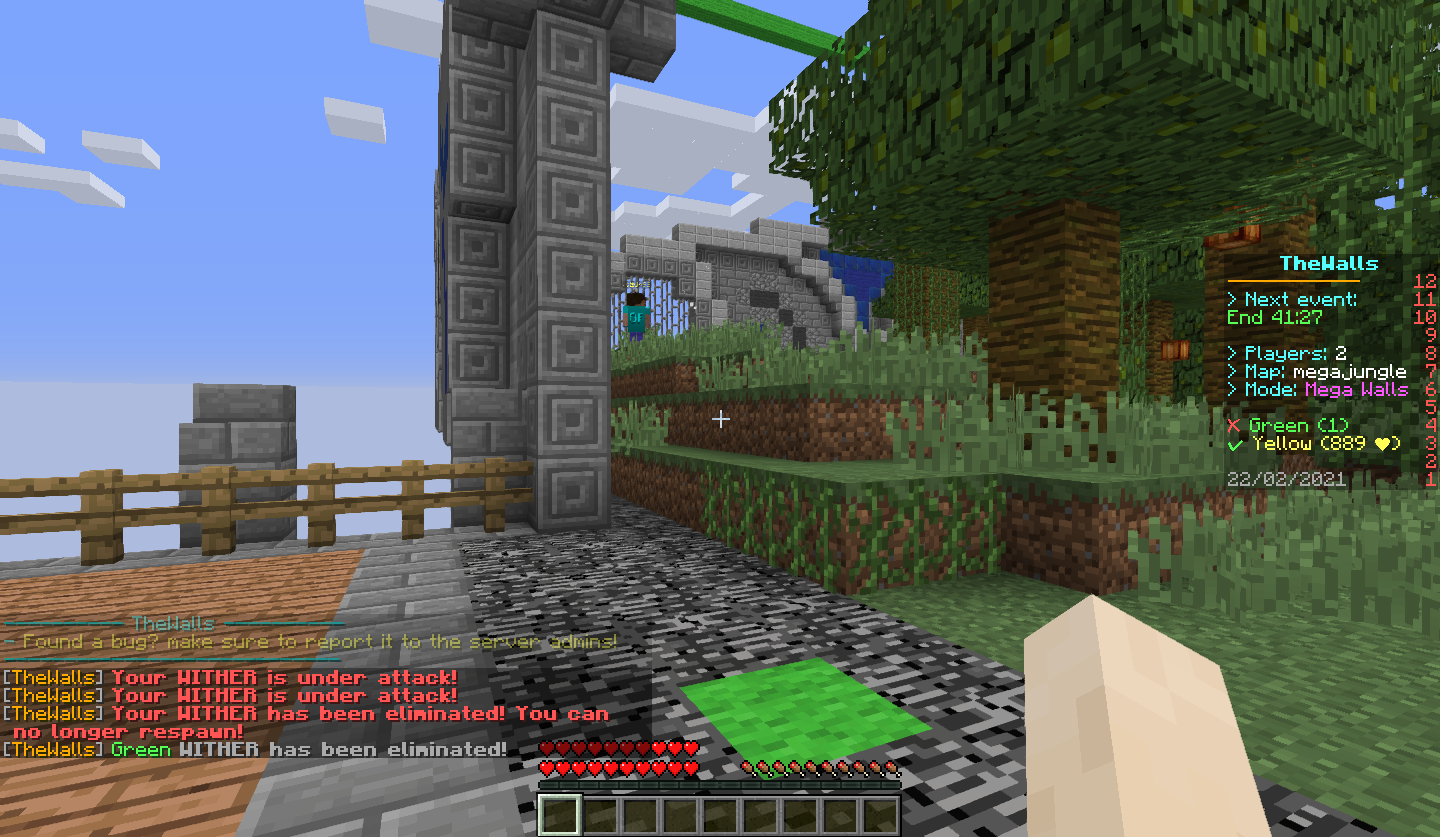 OF
TheWalls
12
> Next event: 11
End 41:27 10
9
> Players: 2 8
> Map: megajungle 7
> Mode: Mega Walls 6
5
✗ Green (1) 4
✓ Yellow (889 ♥) 3
2
22/02/2021 1
TheWalls
- Found a bug? make sure to report it to the server admins!
[TheWalls] Your WITHER is under attack!
[TheWalls] Your WITHER is under attack!
[TheWalls] Your WITHER has been eliminated! You can
no longer respawn!
[TheWalls] Green WITHER has been eliminated!